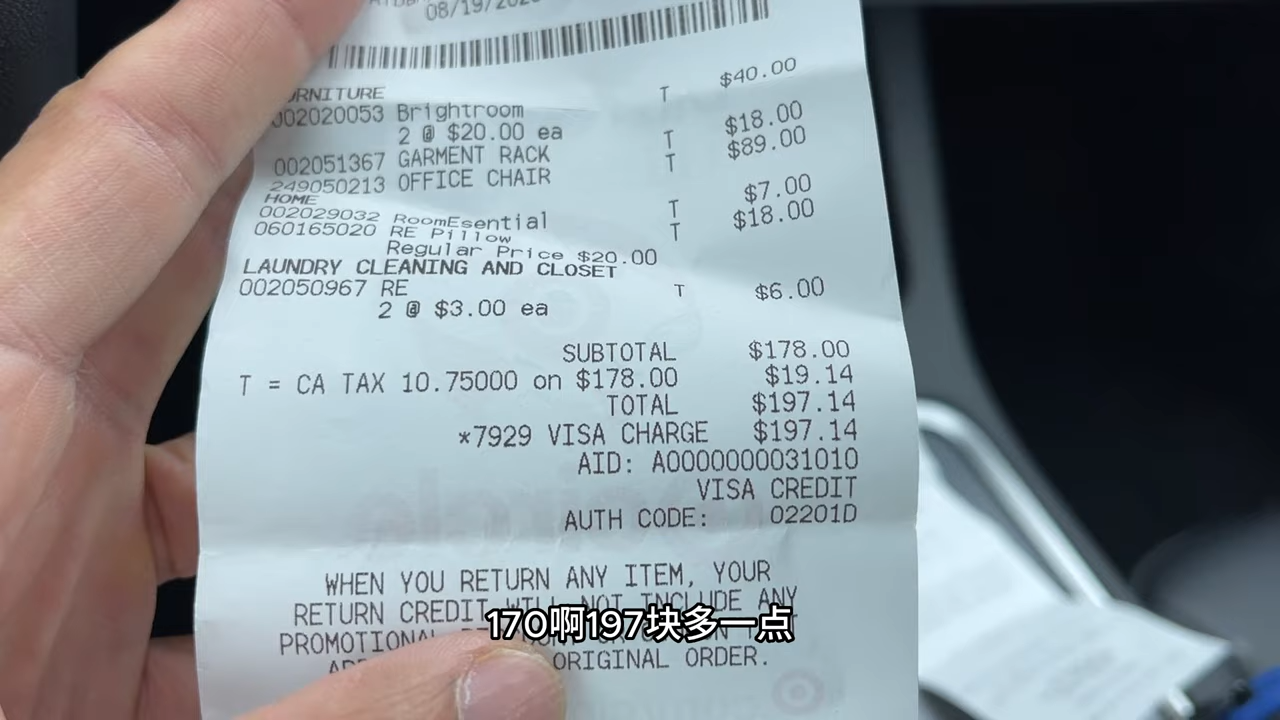 08/19/202
URNITURE
002020053 Brightroom T $40.00
2 @ $20.00 ea
002051367 GARMENT RACK T $18.00
249050213 OFFICE CHAIR T $89.00
HOME
002029032 RoomEsential T $7.00
060165020 RE Pillow T $18.00
Regular Price $20.00
LAUNDRY CLEANING AND CLOSET
002050967 RE T $6.00
2 @ $3.00 ea
SUBTOTAL $178.00
T = CA TAX 10.75000 on $178.00 $19.14
TOTAL $197.14
*7929 VISA CHARGE $197.14
AID: A0000000031010
VISA CREDIT
AUTH CODE: 02201D
WHEN YOU RETURN ANY ITEM, YOUR
RETURN CREDIT WILL NOT INCLUDE ANY
PROMOTIONAL
ORIGINAL ORDER.
170啊197块多一点